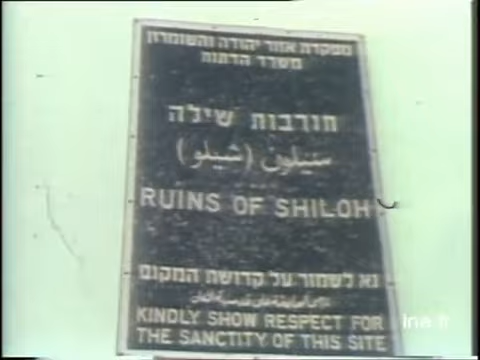 מפקדת אזור יהודה והשומרון
משרד הדתות
חורבות שילה
سيلون (شيلو)
RUINS OF SHILOH
נא לשמור על קדושת המקום
KINDLY SHOW RESPECT FOR
THE SANCTITY OF THIS SITE
ina.fr